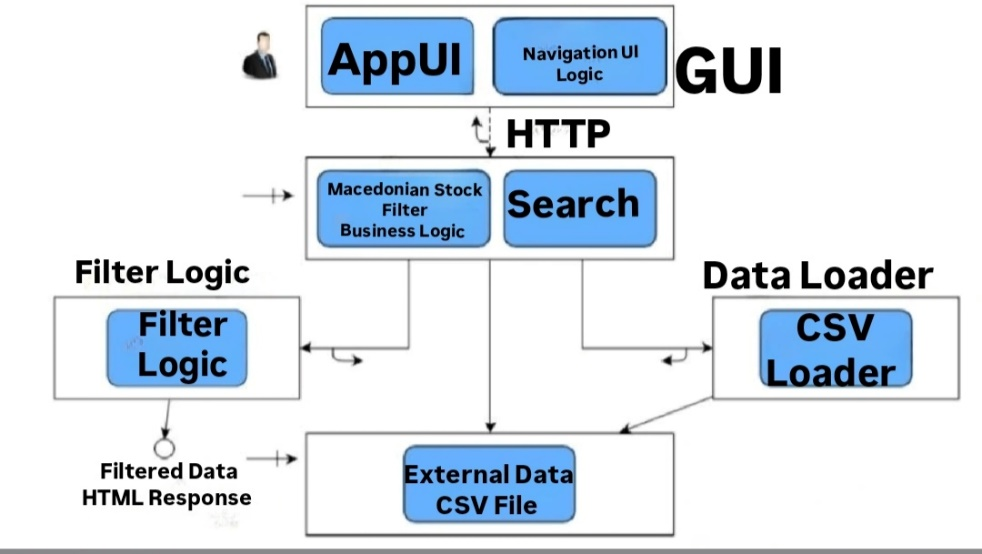 AppUI
Navigation UI
Logic
GUI
HTTP
Macedonian Stock
Filter
Business Logic
Search
Filter Logic
Filter
Logic
Data Loader
CSV
Loader
Filtered Data
HTML Response
External Data
CSV File